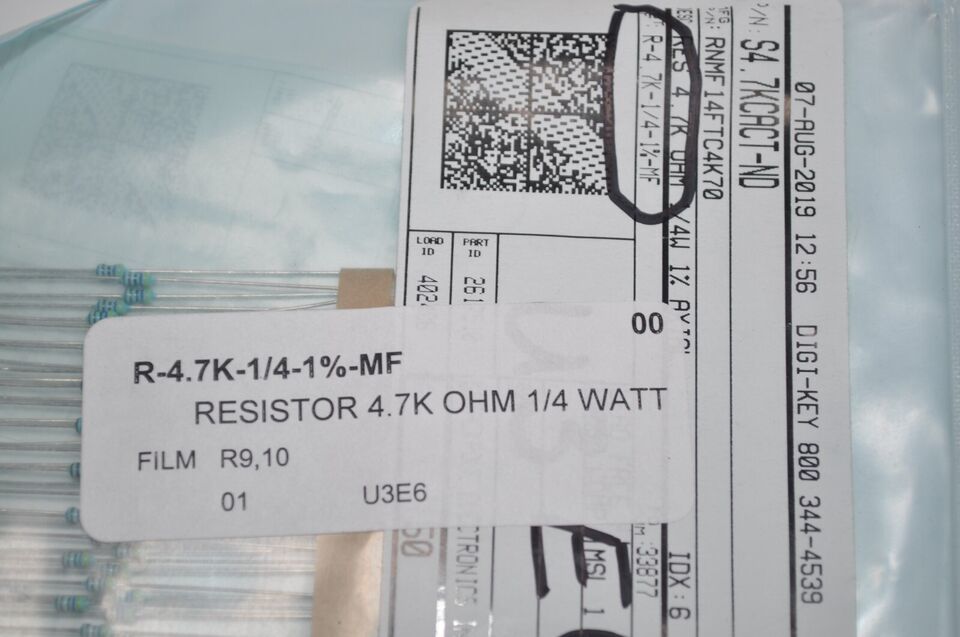 00
R-4.7K-1/4-1%-MF
RESISTOR 4.7K OHM 1/4 WATT
FILM R9,10
01 U3E6
07-AUG-2019 12:56 DIGI-KEY 800 344-4539
P/N: S4.7KCACT-ND
P/N: RNMF14FTC4K70
RES 4.7K OHM 1/4W 1% AXIAL
R-4.7K-1/4-1%-MF
LOAD
ID
PART
ID
IDX: 6
33877
MSL 1